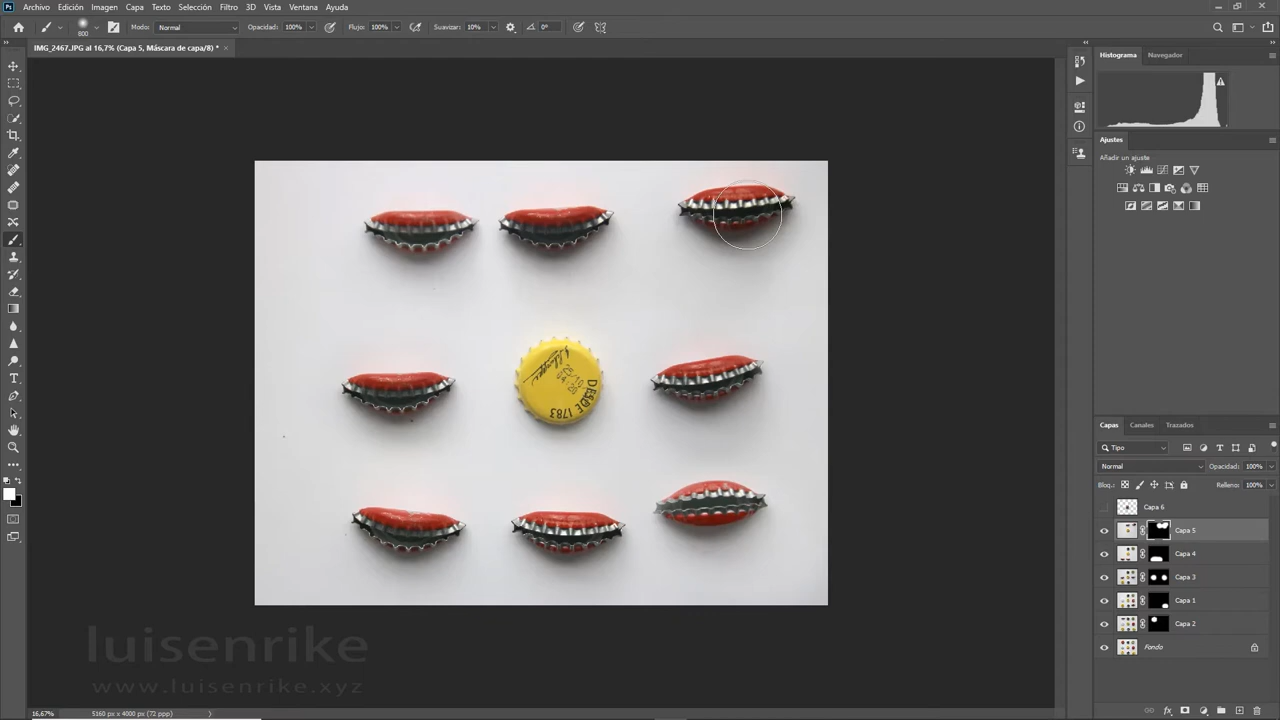 Archivo Edición Imagen Capa Texto Selección Filtro 3D Vista Ventana Ayuda
800 Modo: Normal Opacidad: 100% Flujo: 100% Suavizar: 10% 0°
IMG_2467.JPG al 16,7% (Capa 5, Máscara de capa/8) * ×
Histograma Navegador
Ajustes
Añadir un ajuste
DESDE 1783
Capas Canales Trazados
Tipo
Normal Opacidad: 100%
Bloq.: Relleno: 100%
Capa 6
Capa 5
Capa 4
Capa 3
Capa 1
Capa 2
Fondo
luisenrike
www.luisenrike.xyz
16,67% 5160 px x 4000 px (72 ppp)